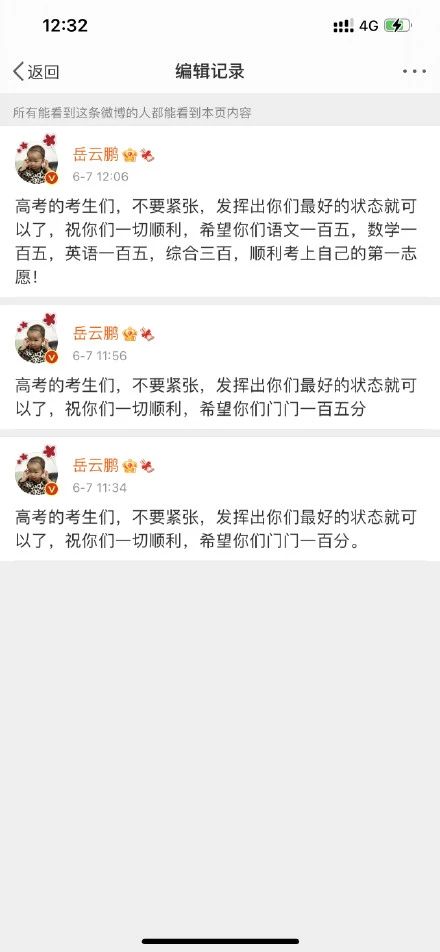 12:32
4G
返回
编辑记录
所有能看到这条微博的人都能看到本页内容
岳云鹏
6-7 12:06
高考的考生们，不要紧张，发挥出你们最好的状态就可
以了，祝你们一切顺利，希望你们语文一百五，数学一
百五，英语一百五，综合三百，顺利考上自己的第一志
愿！
岳云鹏
6-7 11:56
高考的考生们，不要紧张，发挥出你们最好的状态就可
以了，祝你们一切顺利，希望你们门门一百五分
岳云鹏
6-7 11:34
高考的考生们，不要紧张，发挥出你们最好的状态就可
以了，祝你们一切顺利，希望你们门门一百分。